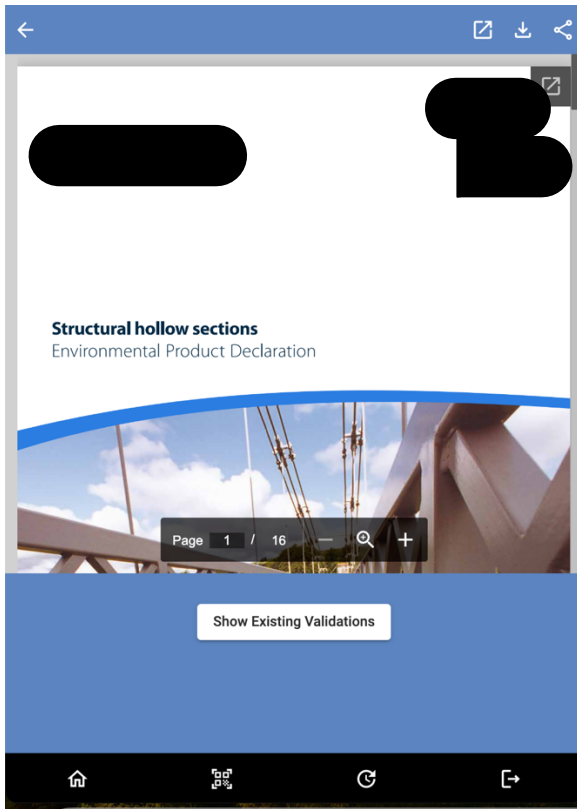 Structural hollow sections
Environmental Product Declaration
Page 1 / 16
Show Existing Validations